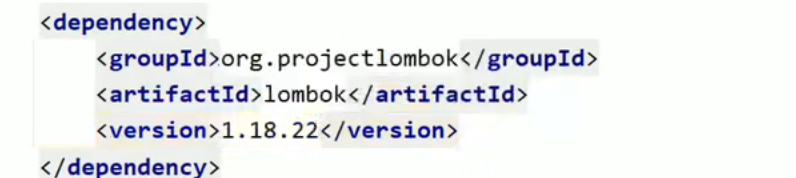 <dependency>
<groupId>org.projectlombok</groupId>
<artifactId>lombok</artifactId>
<version>1.18.22</version>
</dependency>